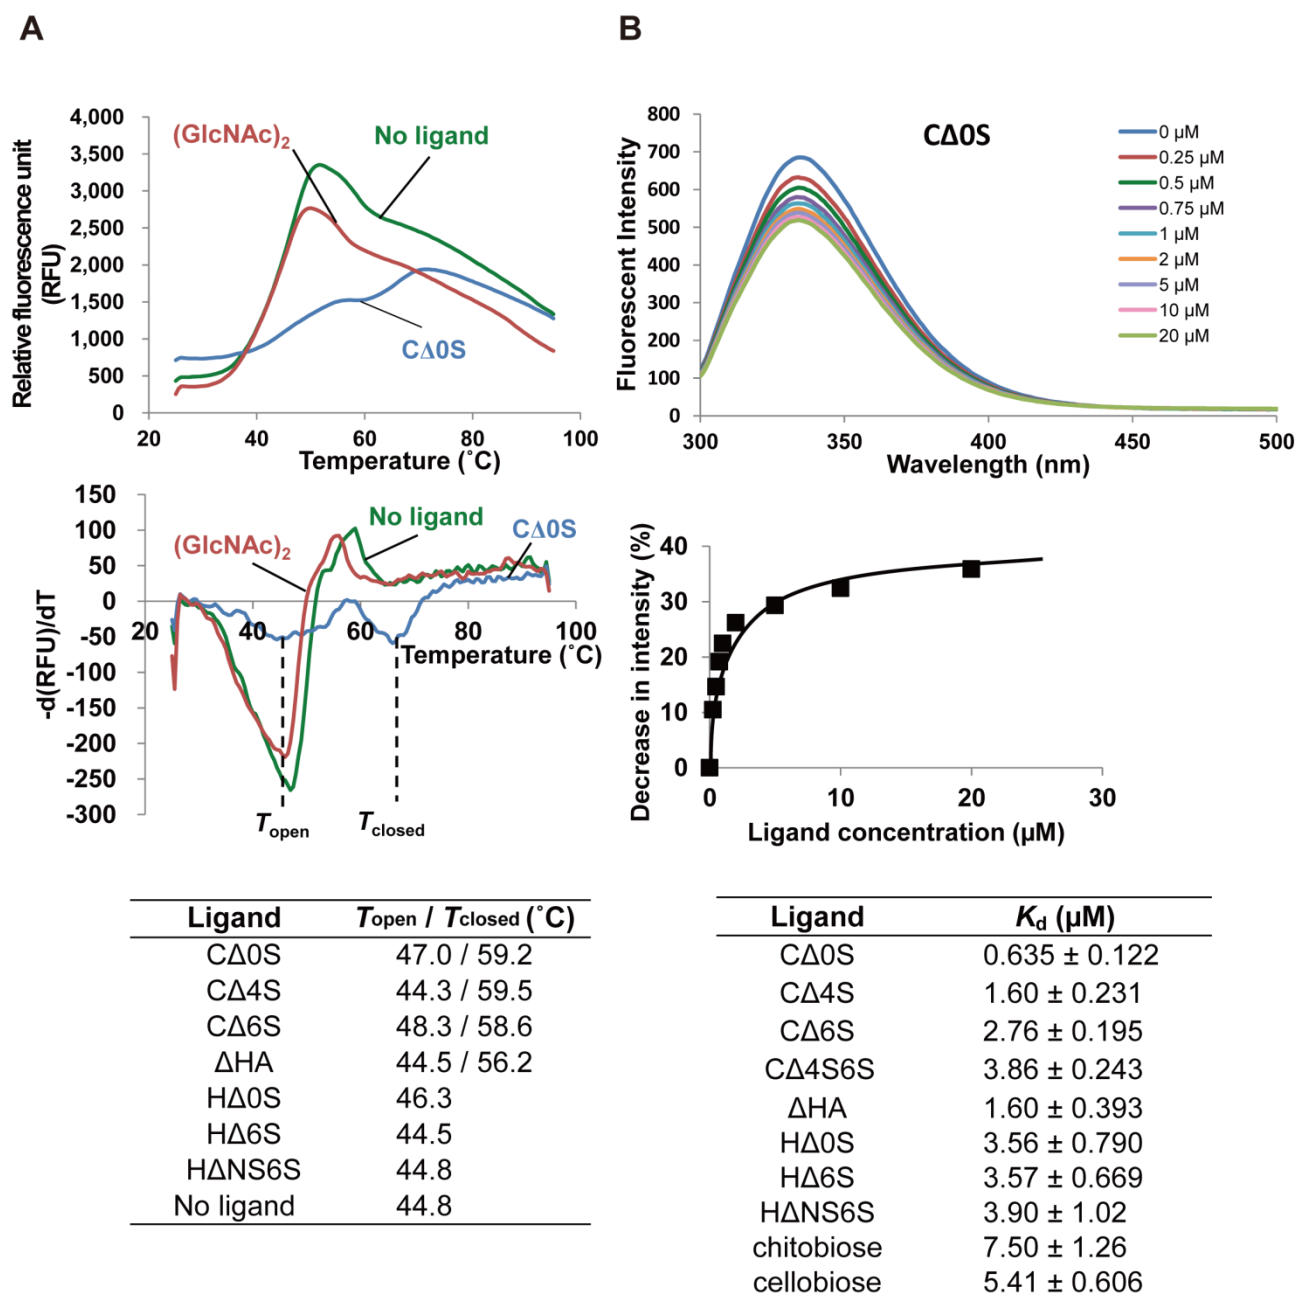 A
B
4,000
3,500
3,000
2,500
2,000
1,500
1,000
500
0
Relative fluorescence unit
(RFU)
(GlcNAc)2
No ligand
CΔ0S
20 40 60 80 100
Temperature (˚C)
800
700
600
500
400
300
200
100
0
Fluorescent Intensity
CΔ0S
0 µM
0.25 µM
0.5 µM
0.75 µM
1 µM
2 µM
5 µM
10 µM
20 µM
300 350 400 450 500
Wavelength (nm)
150
100
50
0
-50
-100
-150
-200
-250
-300
-d(RFU)/dT
(GlcNAc)2
No ligand
CΔ0S
20 40 60 80 100
Temperature (˚C)
Topen
Tclosed
40
30
20
10
0
Decrease in intensity (%)
0 10 20 30
Ligand concentration (µM)
Ligand Topen / Tclosed (˚C)
CΔ0S 47.0 / 59.2
CΔ4S 44.3 / 59.5
CΔ6S 48.3 / 58.6
ΔHA 44.5 / 56.2
HΔ0S 46.3
HΔ6S 44.5
HΔNS6S 44.8
No ligand 44.8
Ligand Kd (µM)
CΔ0S 0.635 ± 0.122
CΔ4S 1.60 ± 0.231
CΔ6S 2.76 ± 0.195
CΔ4S6S 3.86 ± 0.243
ΔHA 1.60 ± 0.393
HΔ0S 3.56 ± 0.790
HΔ6S 3.57 ± 0.669
HΔNS6S 3.90 ± 1.02
chitobiose 7.50 ± 1.26
cellobiose 5.41 ± 0.606